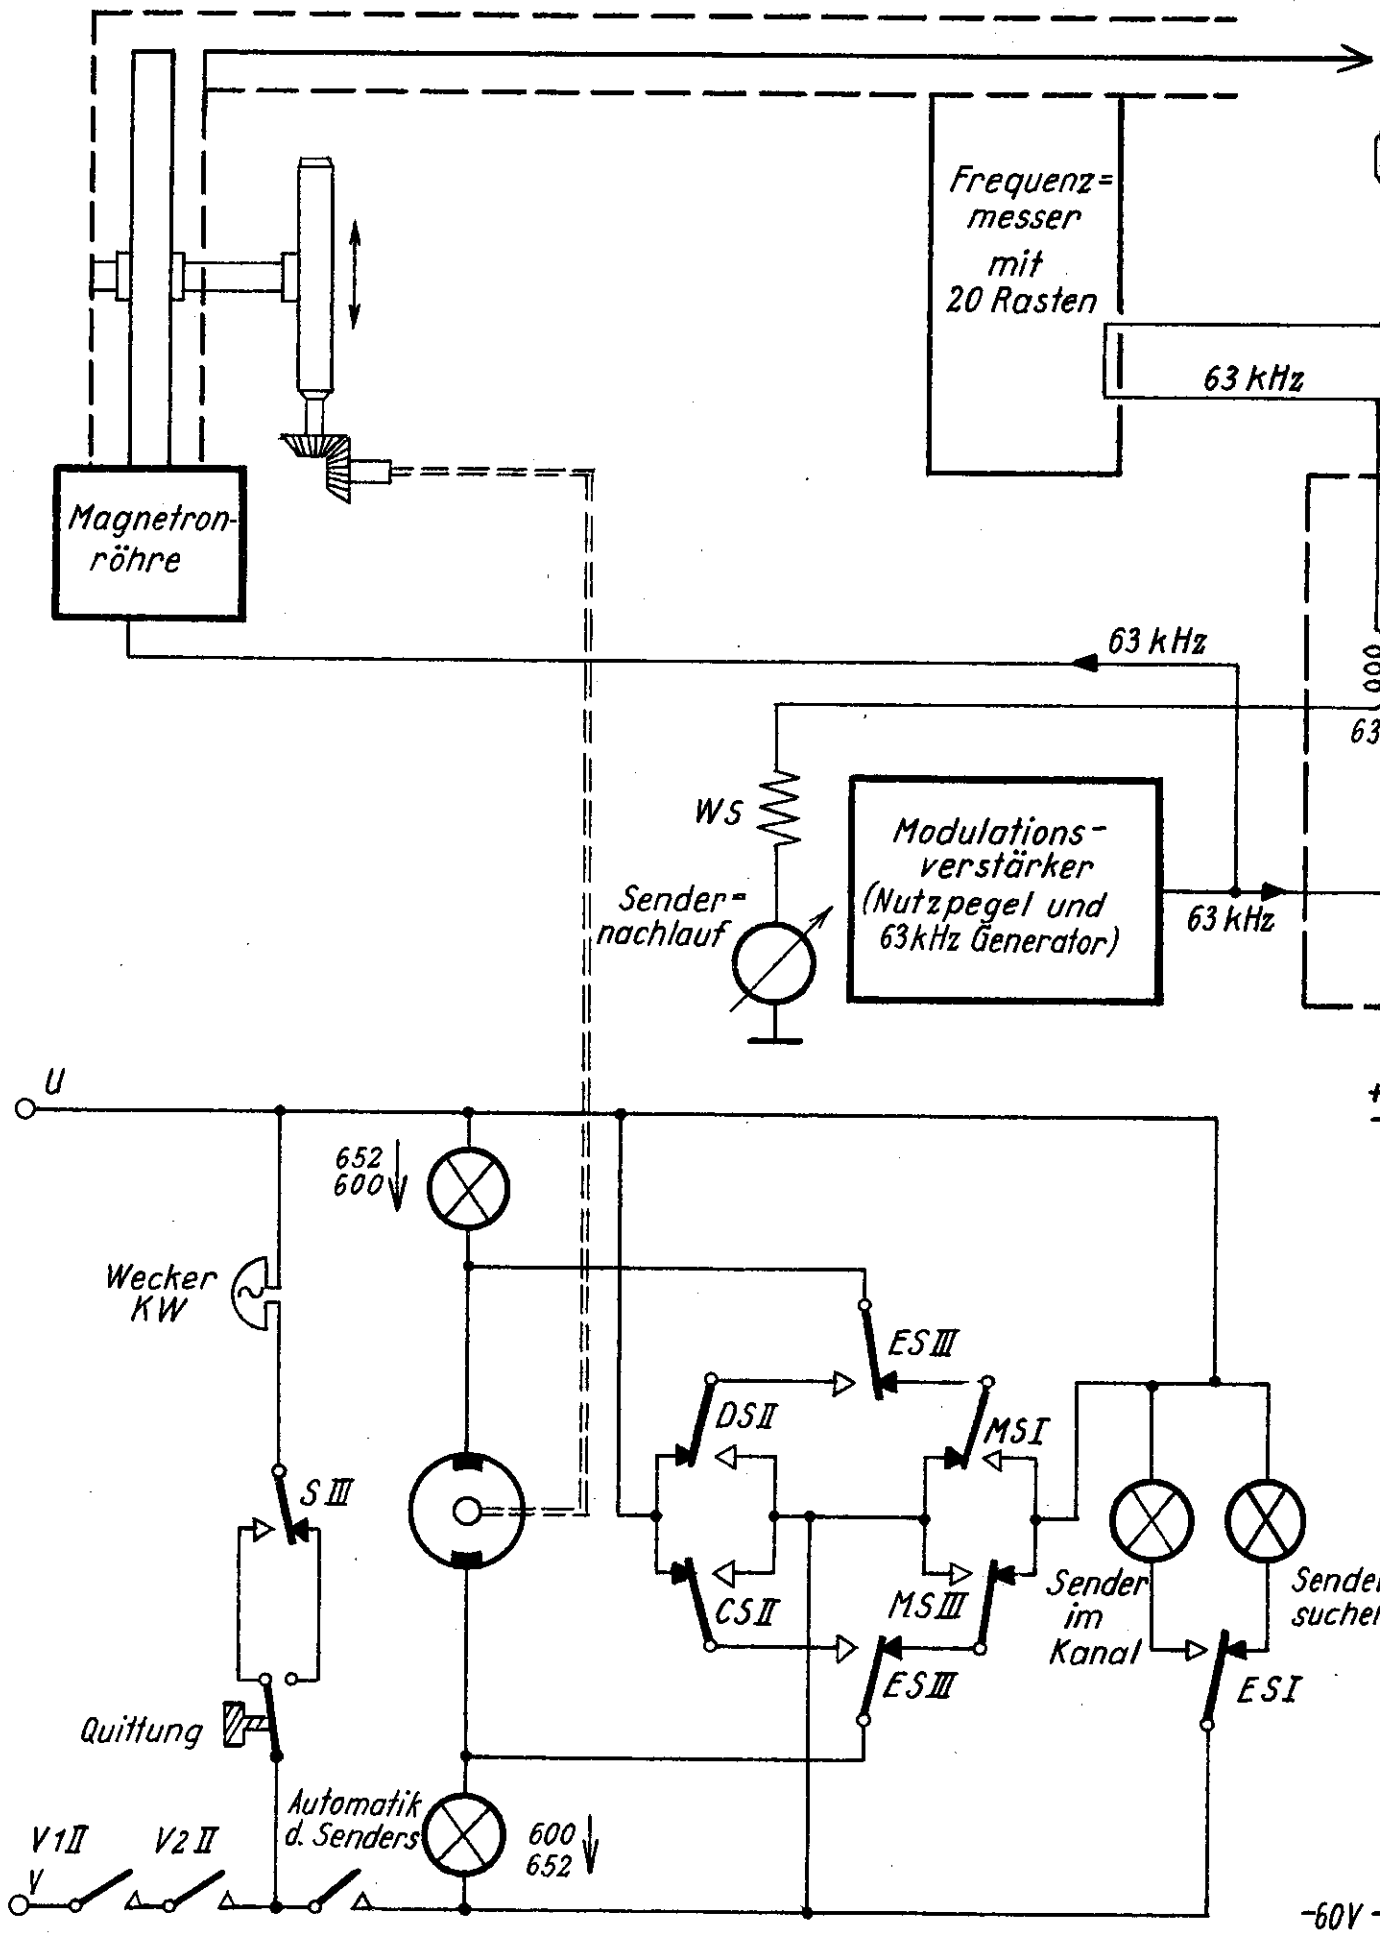 Frequenz=
messer
mit
20 Rasten
63 kHz
Magnetron-
röhre
63 kHz
63
WS
Modulations-
verstärker
(Nutzpegel und
63kHz Generator)
Sender=
nachlauf
63 kHz
U
+
652
600
Wecker
KW
ES III
DS II
MS I
S III
CS II
MS III
Sender
im
Kanal
Sender
suchen
ES III
ES I
Quittung
Automatik
d. Senders
600
652
V1 II
V2 II
V
-60V